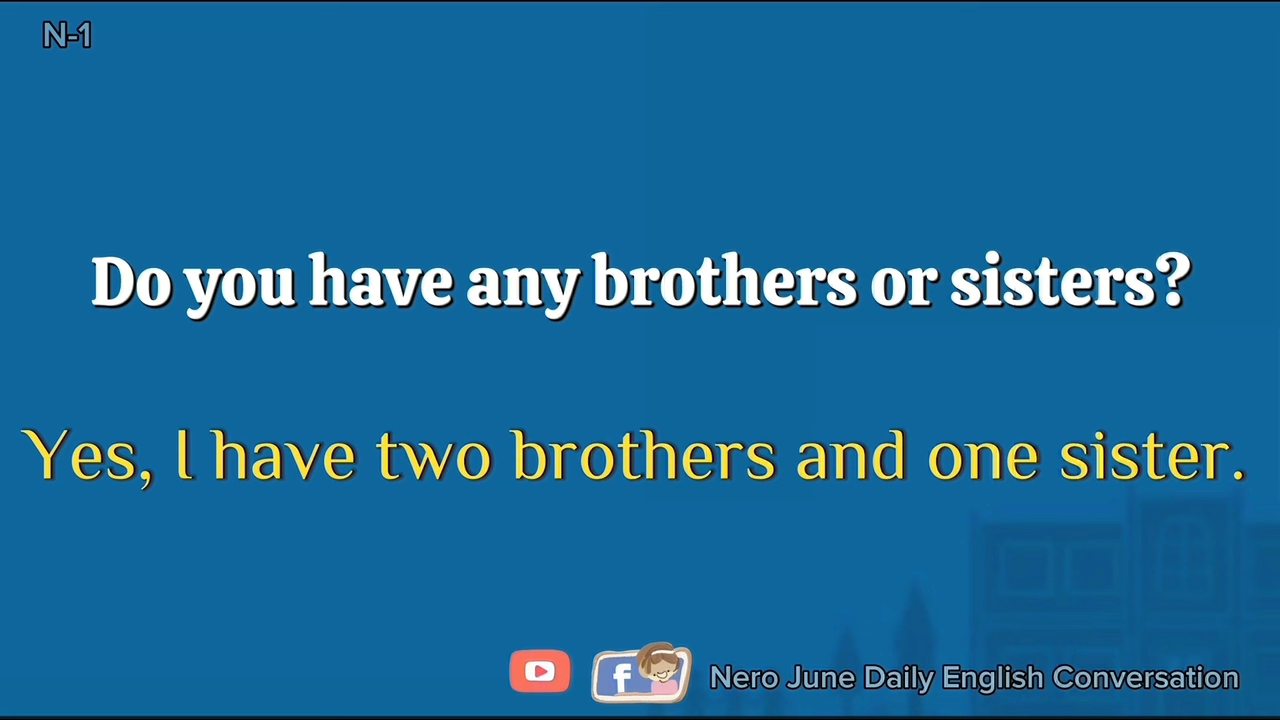 N-1
Do you have any brothers or sisters?
Yes, I have two brothers and one sister.
f
Nero June Daily English Conversation